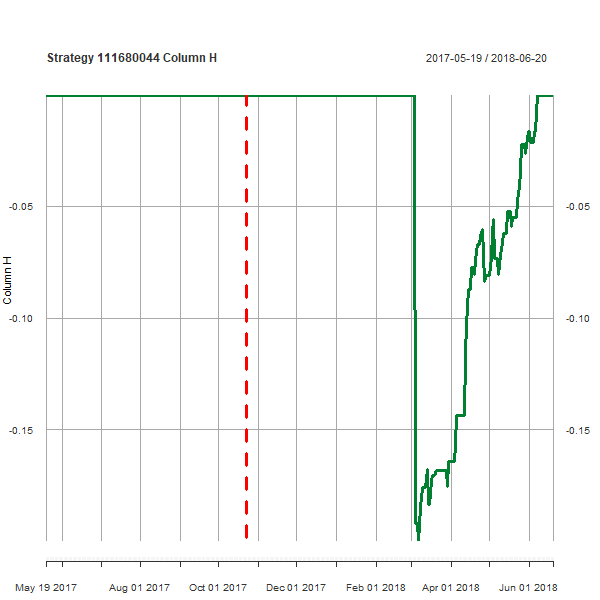 Strategy 111680044 Column H
2017-05-19 / 2018-06-20
Column H
-0.05
-0.05
-0.10
-0.10
-0.15
-0.15
May 19 2017
Aug 01 2017
Oct 01 2017
Dec 01 2017
Feb 01 2018
Apr 01 2018
Jun 01 2018